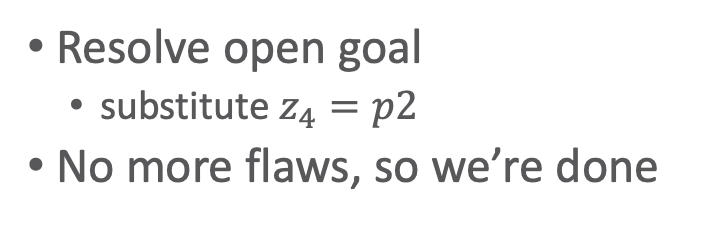 • Resolve open goal
• substitute z₄ = p2
• No more flaws, so we’re done